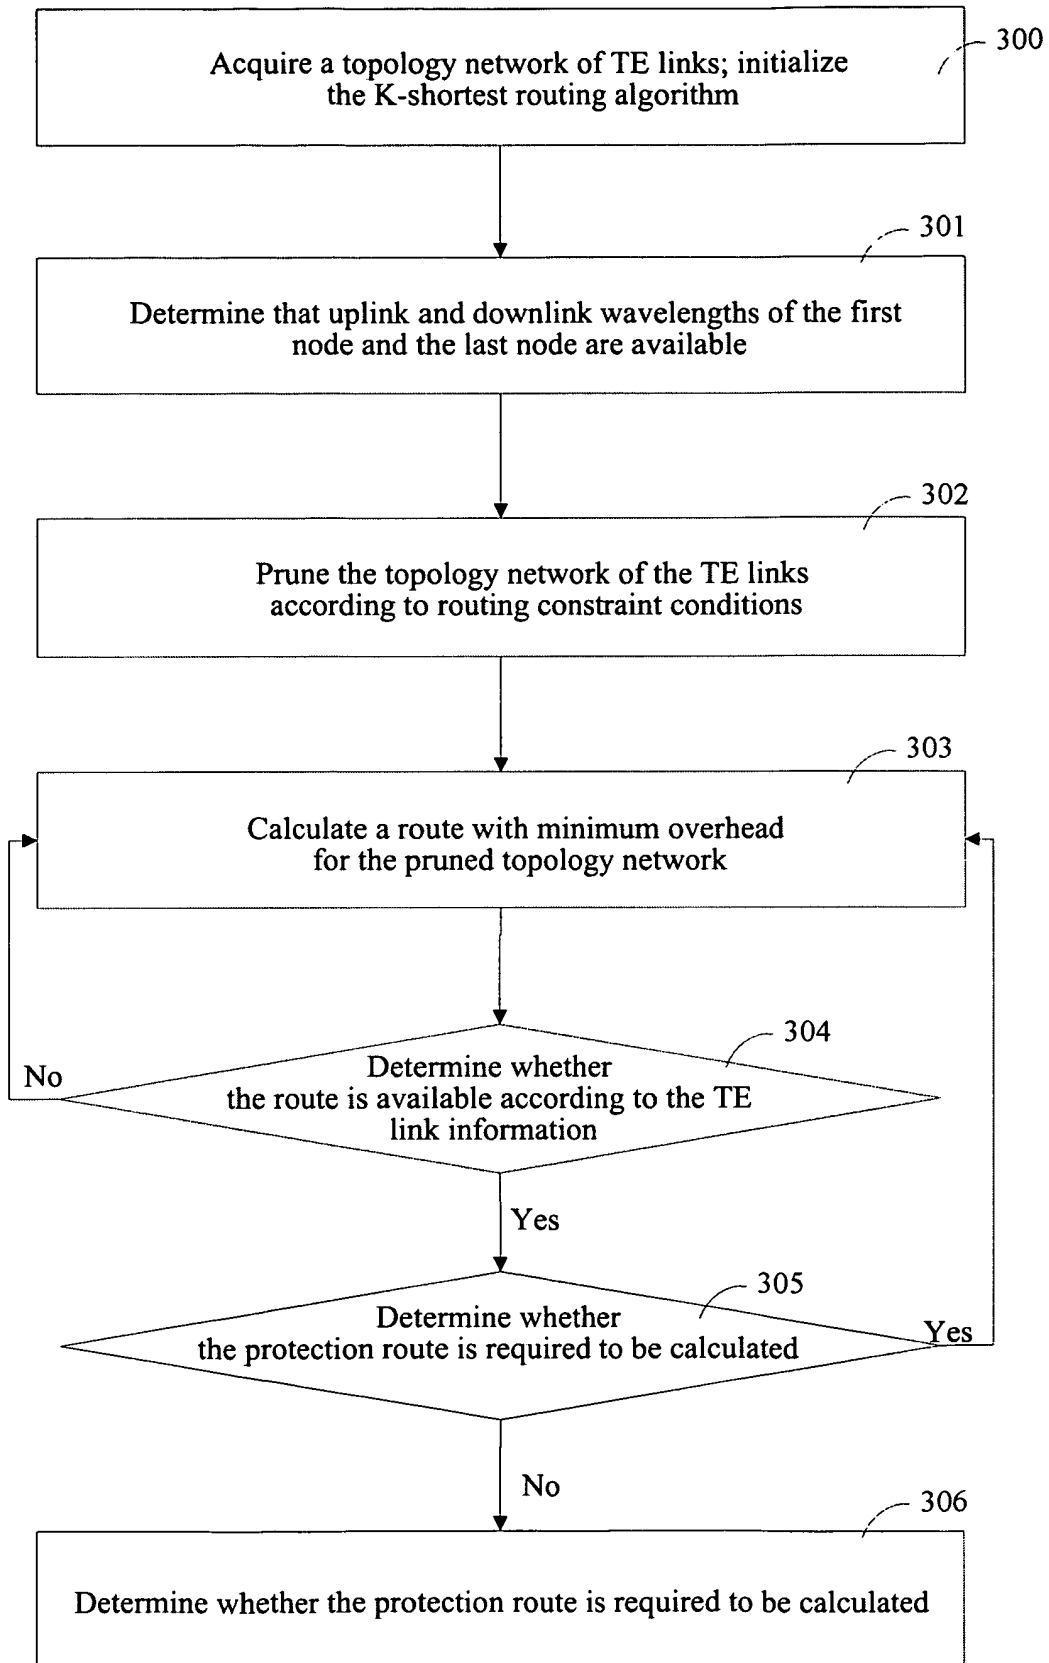 300
Acquire a topology network of TE links; initialize
the K-shortest routing algorithm
301
Determine that uplink and downlink wavelengths of the first
node and the last node are available
302
Prune the topology network of the TE links
according to routing constraint conditions
303
Calculate a route with minimum overhead
for the pruned topology network
304
Determine whether
the route is available according to the TE
link information
No
Yes
305
Determine whether
the protection route is required to be calculated
Yes
No
306
Determine whether the protection route is required to be calculated